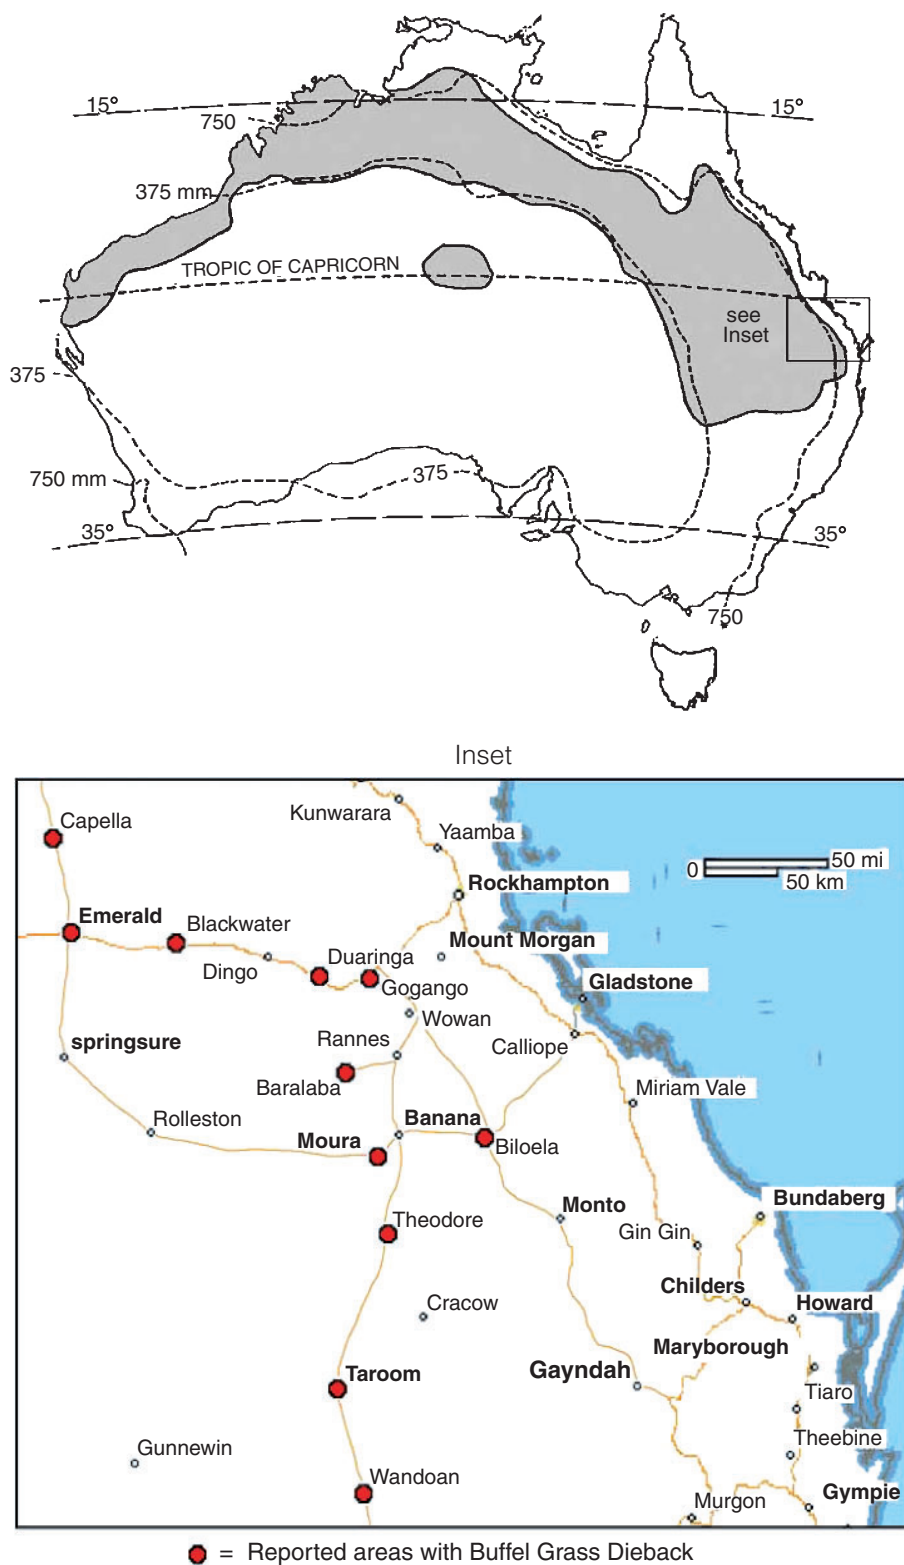 15°
15°
750
375 mm
TROPIC OF CAPRICORN
see
Inset
375
750 mm
375
35°
35°
750
Inset
Kunwarara
Capella
Yaamba
0
50 mi
50 km
Rockhampton
Emerald
Blackwater
Mount Morgan
Dingo
Duaringa
Gogango
Gladstone
Wowan
springsure
Rannes
Calliope
Baralaba
Miriam Vale
Rolleston
Banana
Moura
Biloela
Monto
Bundaberg
Theodore
Gin Gin
Childers
Howard
Cracow
Maryborough
Taroom
Gayndah
Tiaro
Gunnewin
Theebine
Wandoan
Murgon
Gympie
= Reported areas with Buffel Grass Dieback